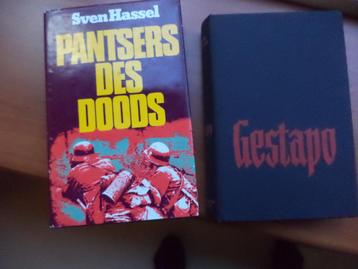 Sven Hassel
PANTSERS
DES
DOODS
Gestapo